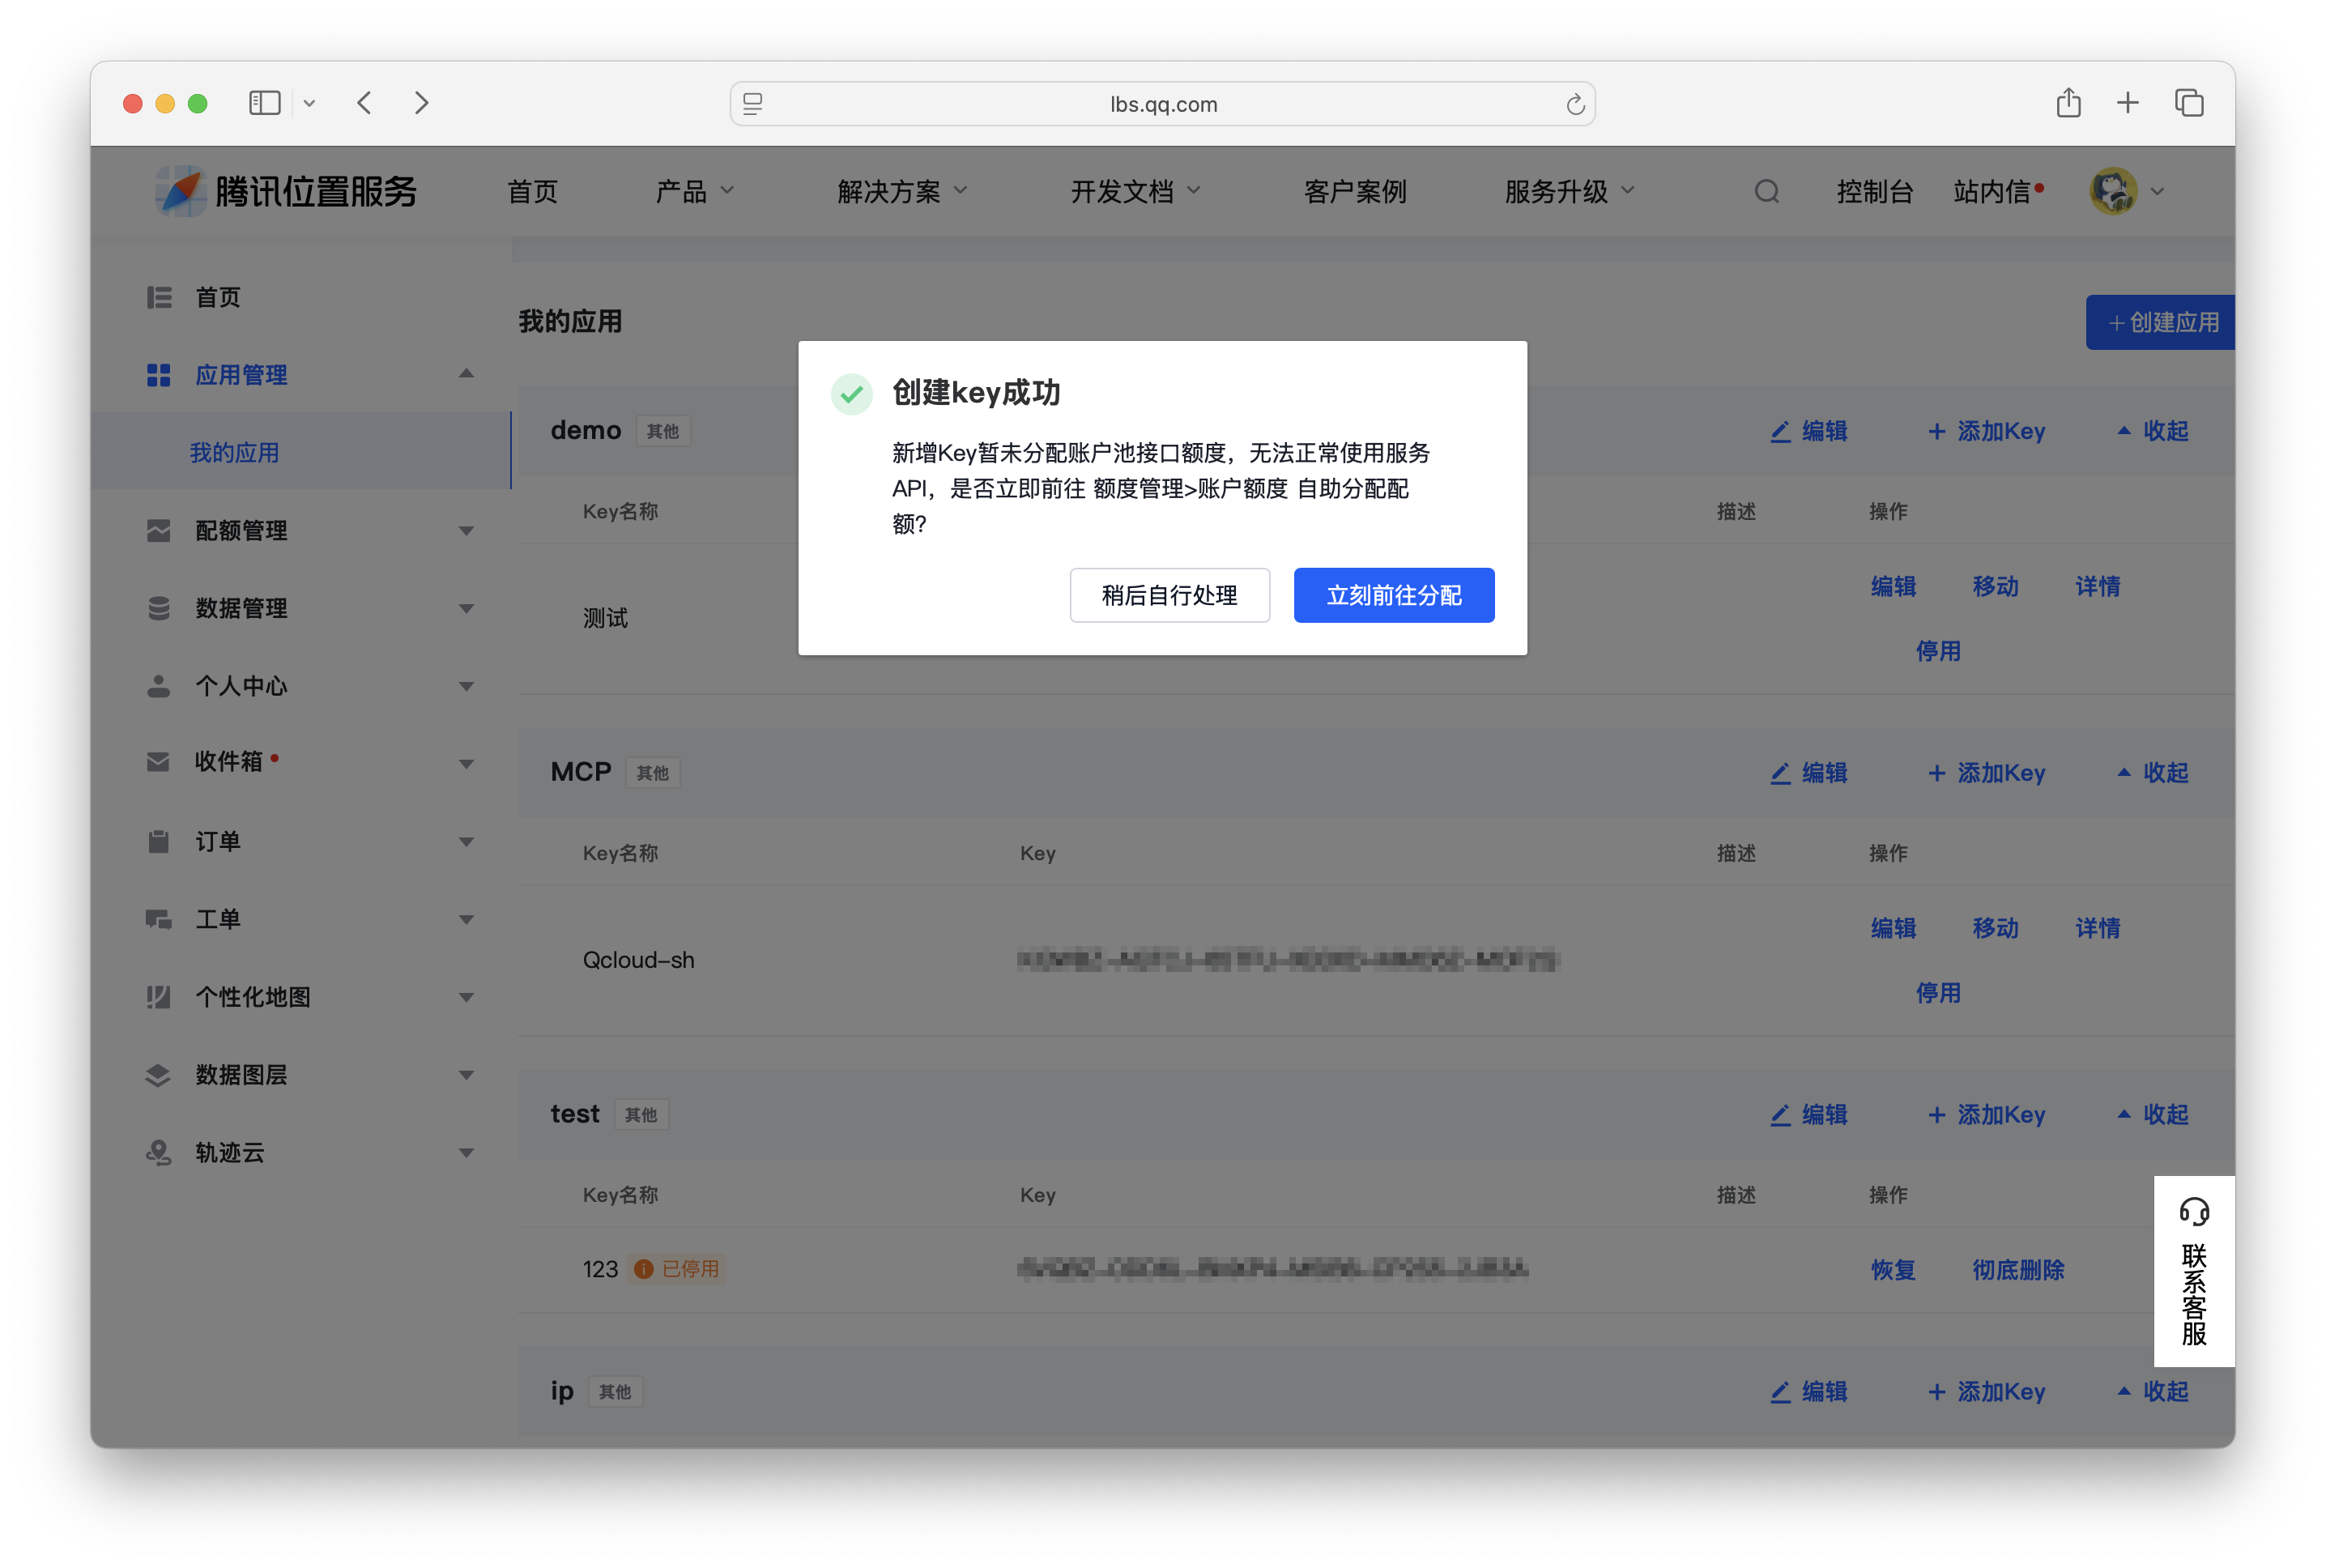 lbs.qq.com
腾讯位置服务 首页 产品 解决方案 开发文档 客户案例 服务升级 控制台 站内信
首页
应用管理
我的应用
配额管理
数据管理
个人中心
收件箱
订单
工单
个性化地图
数据图层
轨迹云
我的应用 +创建应用
创建key成功
新增Key暂未分配账户池接口额度，无法正常使用服务
API，是否立即前往 额度管理>账户额度 自助分配配
额？
稍后自行处理 立刻前往分配
demo 其他 编辑 + 添加Key 收起
Key名称 描述 操作
测试 编辑 移动 详情
停用
MCP 其他 编辑 + 添加Key 收起
Key名称 Key 描述 操作
Qcloud-sh 编辑 移动 详情
停用
test 其他 编辑 + 添加Key 收起
Key名称 Key 描述 操作
123 已停用 恢复 彻底删除
ip 其他 编辑 + 添加Key 收起
联系客服